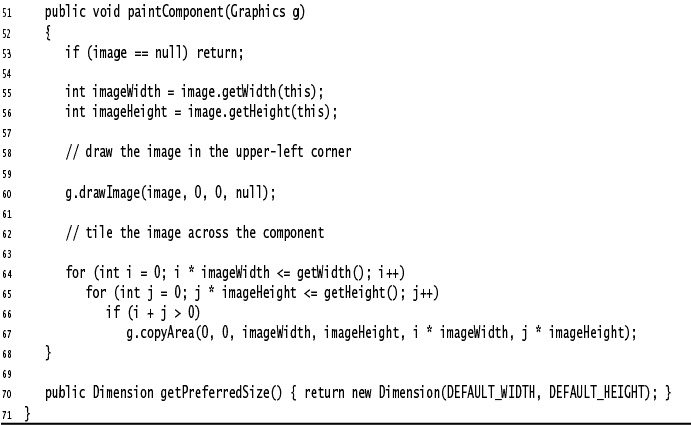 51 public void paintComponent(Graphics g)
52 {
53 if (image == null) return;
54
55 int imageWidth = image.getWidth(this);
56 int imageHeight = image.getHeight(this);
57
58 // draw the image in the upper-left corner
59
60 g.drawImage(image, 0, 0, null);
61
62 // tile the image across the component
63
64 for (int i = 0; i * imageWidth <= getWidth(); i++)
65 for (int j = 0; j * imageHeight <= getHeight(); j++)
66 if (i + j > 0)
67 g.copyArea(0, 0, imageWidth, imageHeight, i * imageWidth, j * imageHeight);
68 }
69
70 public Dimension getPreferredSize() { return new Dimension(DEFAULT_WIDTH, DEFAULT_HEIGHT); }
71 }